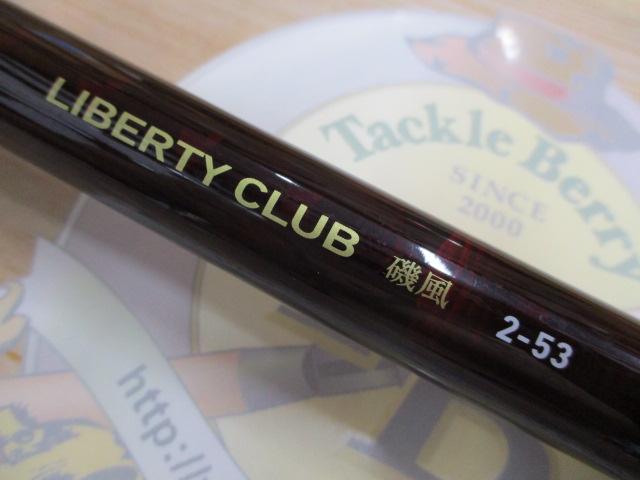 LIBERTY CLUB 磯風 2-53
Tackle Berry
SINCE
2000
http://